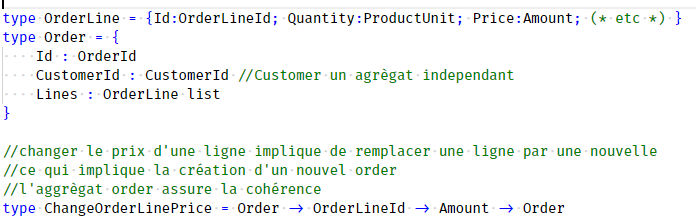 type OrderLine = {Id:OrderLineId; Quantity:ProductUnit; Price:Amount; (* etc *) }
type Order = {
Id : OrderId
CustomerId : CustomerId //Customer un agrègat independant
Lines : OrderLine list
}
//changer le prix d'une ligne implique de remplacer une ligne par une nouvelle
//ce qui implique la création d'un nouvel order
//l'aggrègat order assure la cohérence
type ChangeOrderLinePrice = Order → OrderLineId → Amount → Order